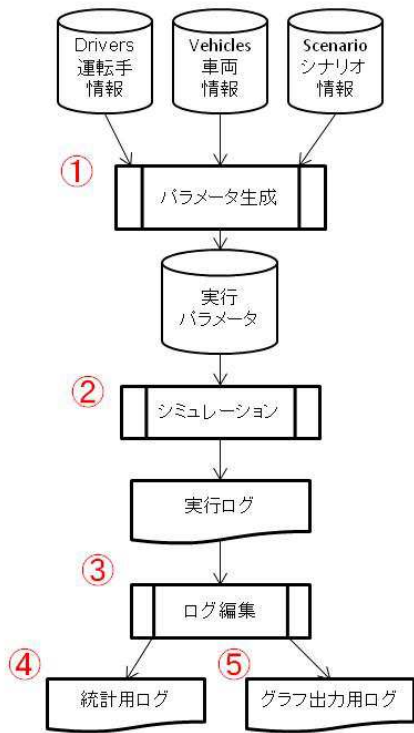 Drivers
運転手
情報
Vehicles
車両
情報
Scenario
シナリオ
情報
①
パラメータ生成
実行
パラメータ
②
シミュレーション
実行ログ
③
ログ編集
④
統計用ログ
⑤
グラフ出力用ログ